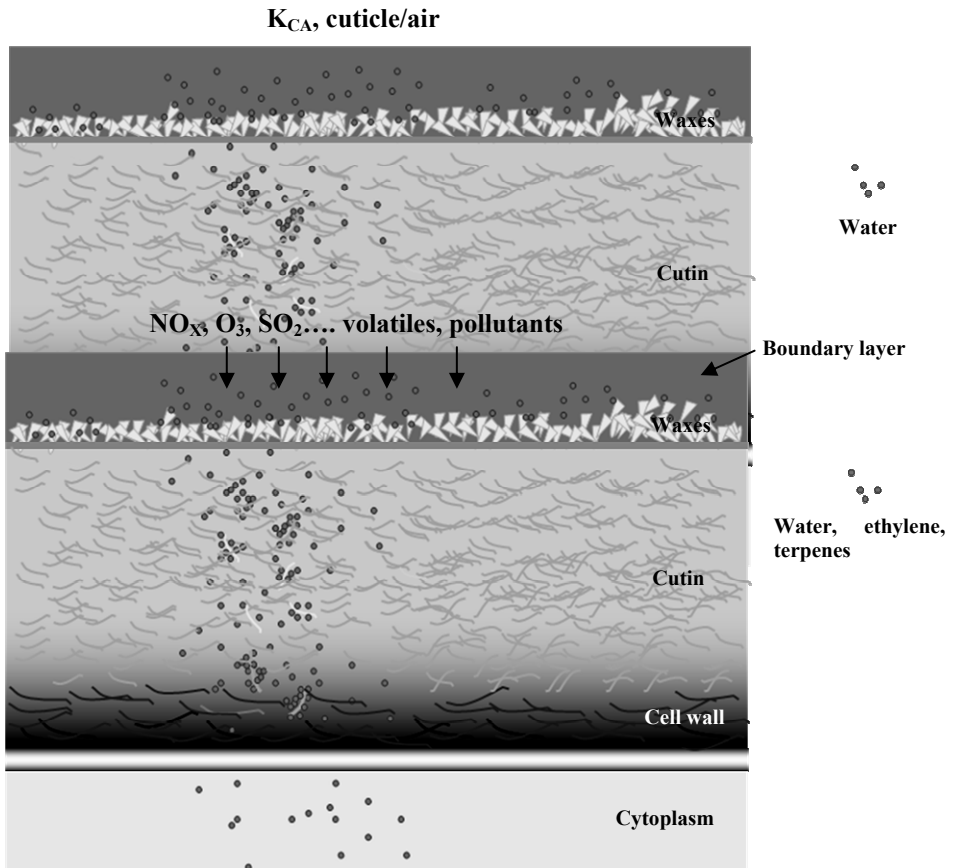 K_CA, cuticle/air
Waxes
Water
Cutin
NO_X, O_3, SO_2.... volatiles, pollutants
Boundary layer
Waxes
Water, ethylene,
terpenes
Cutin
Cell wall
Cytoplasm